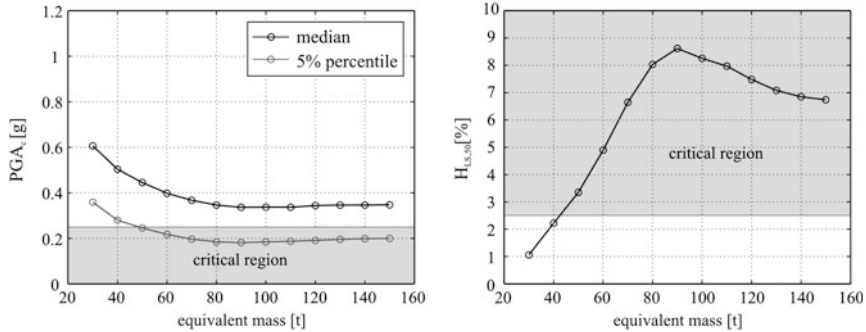 1.2
1
0.8
0.6
0.4
0.2
0
PGAc [g]
median
5% percentile
critical region
20 40 60 80 100 120 140 160
equivalent mass [t]
10
9
8
7
6
5
4
3
2
1
0
HLS,50[%]
critical region
20 40 60 80 100 120 140 160
equivalent mass [t]